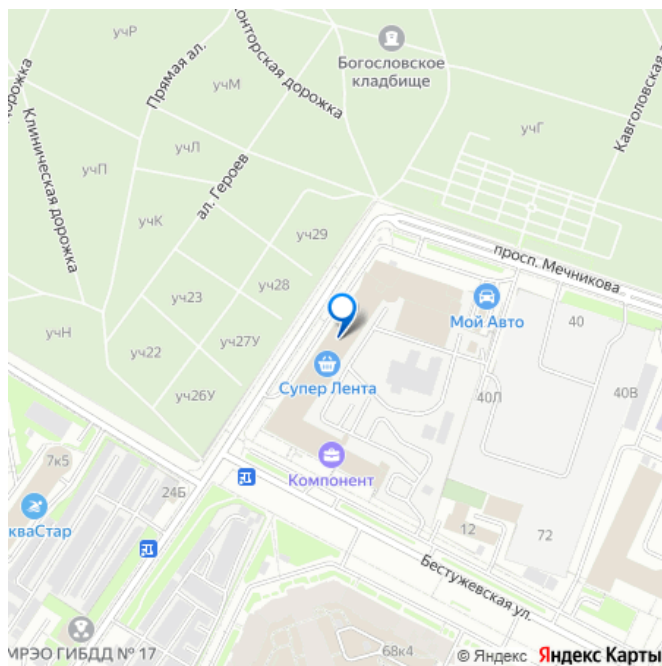 учР
Прямая ал.
Конторская дорожка
Богословское
кладбище
учМ
дорожка
Клиническая дорожка
учЛ
учГ
Кавголовская
учП
ал. Героев
учК
уч29
просп. Мечникова
уч28
уч23
Мой Авто
40
учН
уч27У
уч22
Супер Лента
уч26У
40Л
40В
7к5
Компонент
24Б
кваСтар
12
72
Бестужевская ул.
МРЭО ГИБДД № 17
68к4
© Яндекс Яндекс Карты